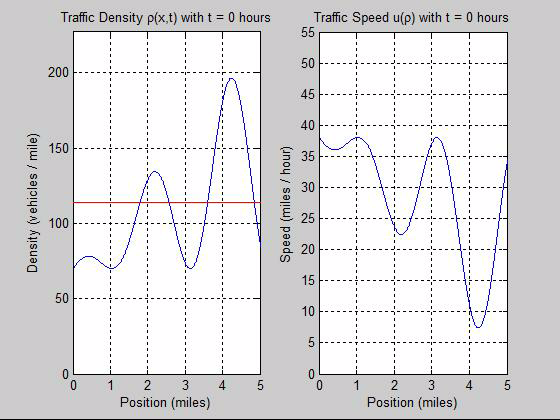 Traffic Density ρ(x,t) with t = 0 hours
Density (vehicles / mile)
200
150
100
50
0
0 1 2 3 4 5
Position (miles)
Traffic Speed u(ρ) with t = 0 hours
Speed (miles / hour)
55
50
45
40
35
30
25
20
15
10
5
0
0 1 2 3 4 5
Position (miles)